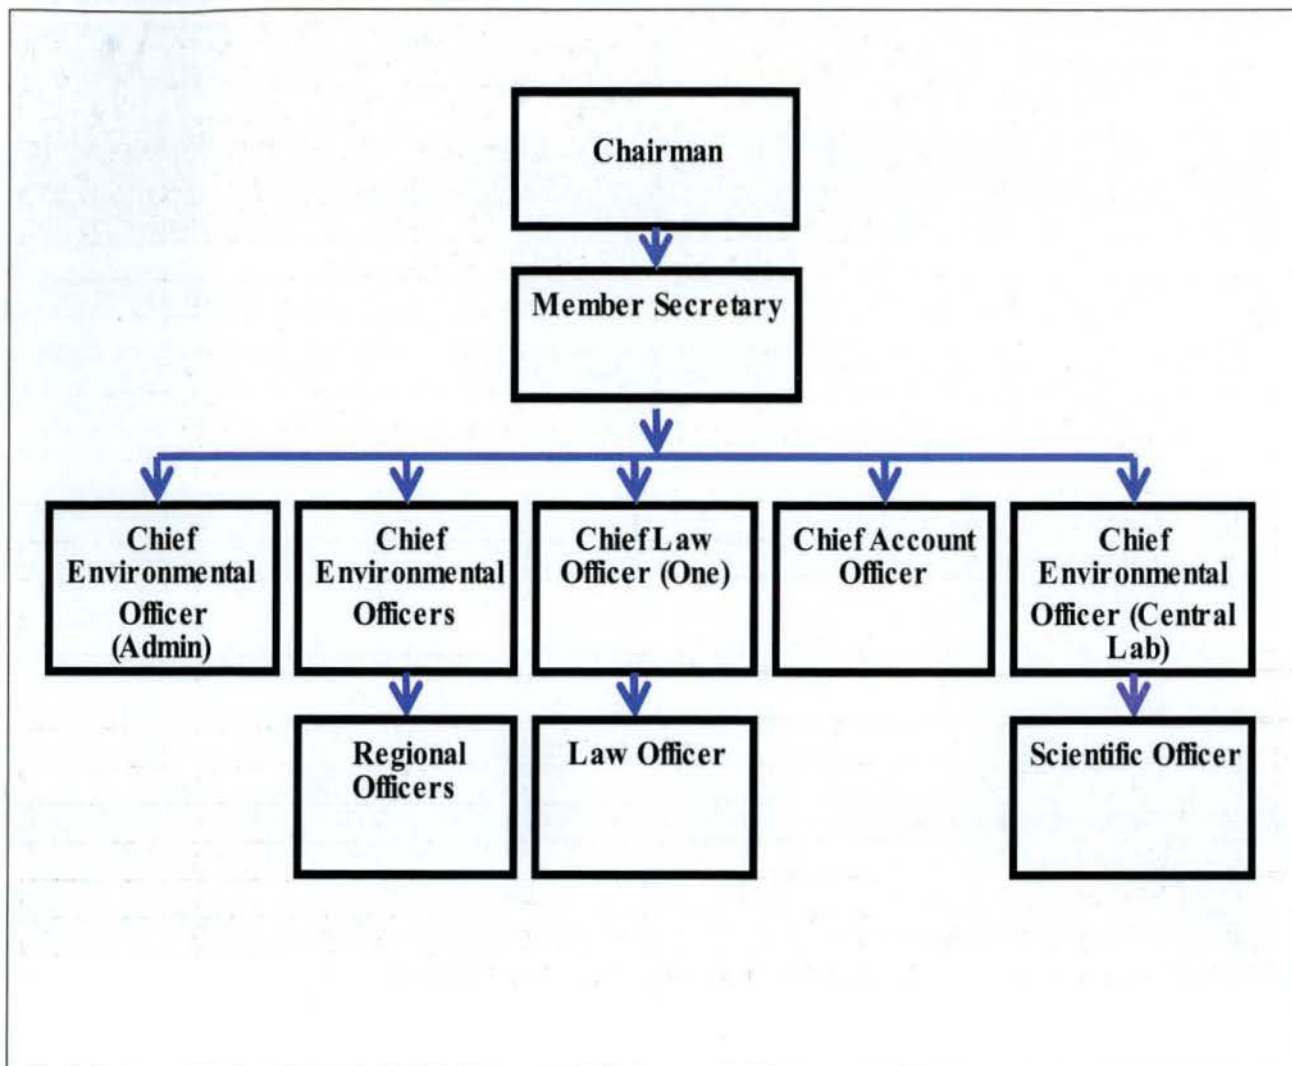 Chairman
Member Secretary
Chief
Environmental
Officer
(Admin)
Chief
Environmental
Officers
Chief Law
Officer (One)
Chief Account
Officer
Chief
Environmental
Officer (Central
Lab)
Regional
Officers
Law Officer
Scientific Officer